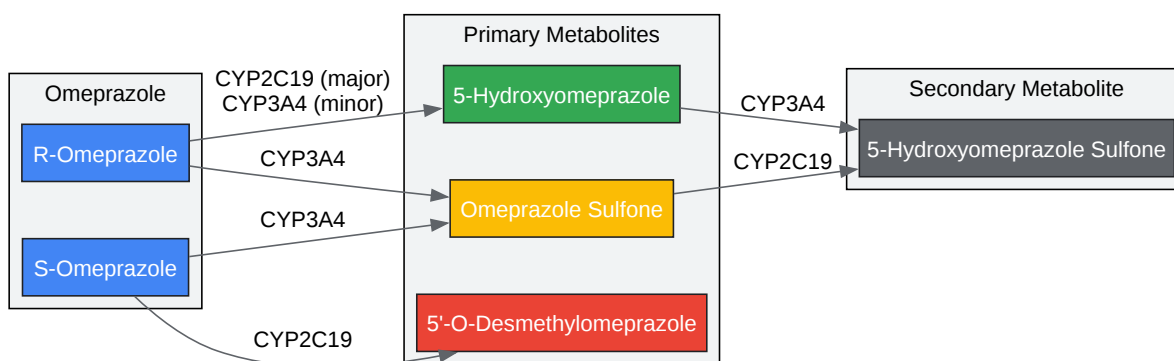 Omeprazole
R-Omeprazole
S-Omeprazole
CYP2C19 (major)
CYP3A4 (minor)
CYP3A4
CYP3A4
CYP2C19
Primary Metabolites
5-Hydroxyomeprazole
Omeprazole Sulfone
5'-O-Desmethylomeprazole
CYP3A4
CYP2C19
Secondary Metabolite
5-Hydroxyomeprazole Sulfone